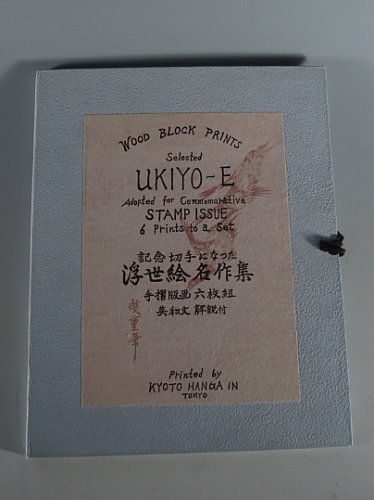 WOOD BLOCK PRINTS
Selected
UKIYO-E
Adopted for Commemorative
STAMP ISSUE
6 Prints to a Set
記念切手になった
浮世絵名作集
手摺版画 六枚組
英和文 解説付
Printed by
KYOTO HANGA IN
TOKYO